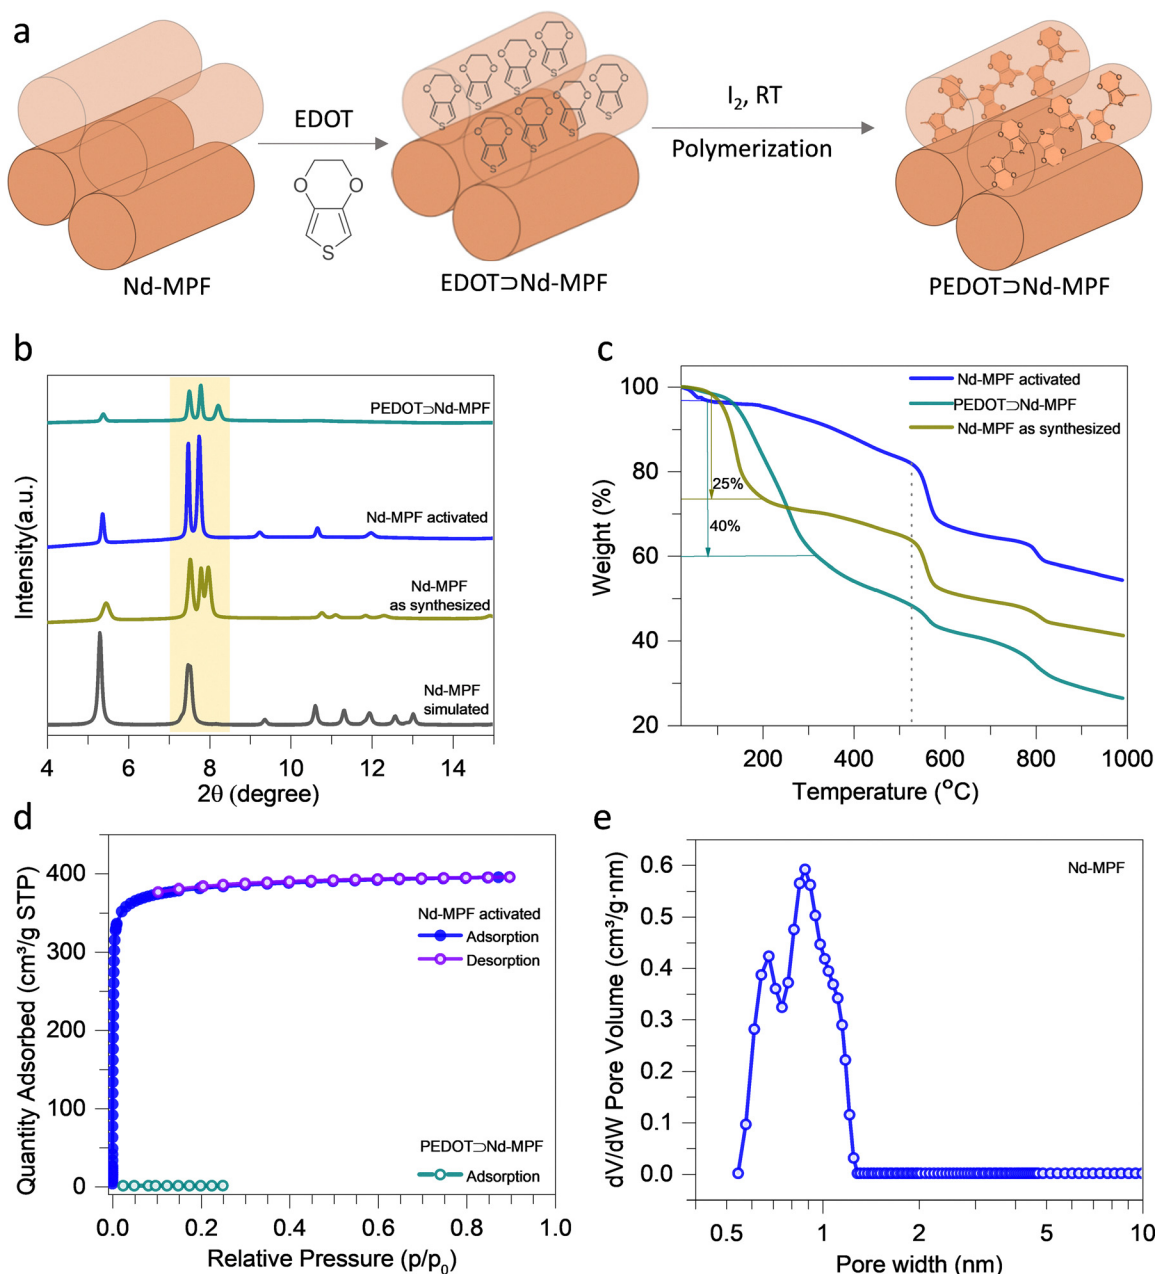 a
EDOT
O
O
S
I₂, RT
Polymerization
Nd-MPF
EDOT⊃Nd-MPF
PEDOT⊃Nd-MPF
b
Intensity(a.u.)
PEDOT⊃Nd-MPF
Nd-MPF activated
Nd-MPF
as synthesized
Nd-MPF
simulated
4
6
8
10
12
14
2θ (degree)
c
Weight (%)
100
80
60
40
20
Nd-MPF activated
PEDOT⊃Nd-MPF
Nd-MPF as synthesized
25%
40%
200
400
600
800
1000
Temperature (°C)
d
Quantity Adsorbed (cm³/g STP)
400
300
200
100
0
Nd-MPF activated
Adsorption
Desorption
PEDOT⊃Nd-MPF
Adsorption
0.0
0.2
0.4
0.6
0.8
1.0
Relative Pressure (p/p₀)
e
dV/dW Pore Volume (cm³/g·nm)
0.6
0.5
0.4
0.3
0.2
0.1
0.0
Nd-MPF
0.5
1
2
5
10
Pore width (nm)